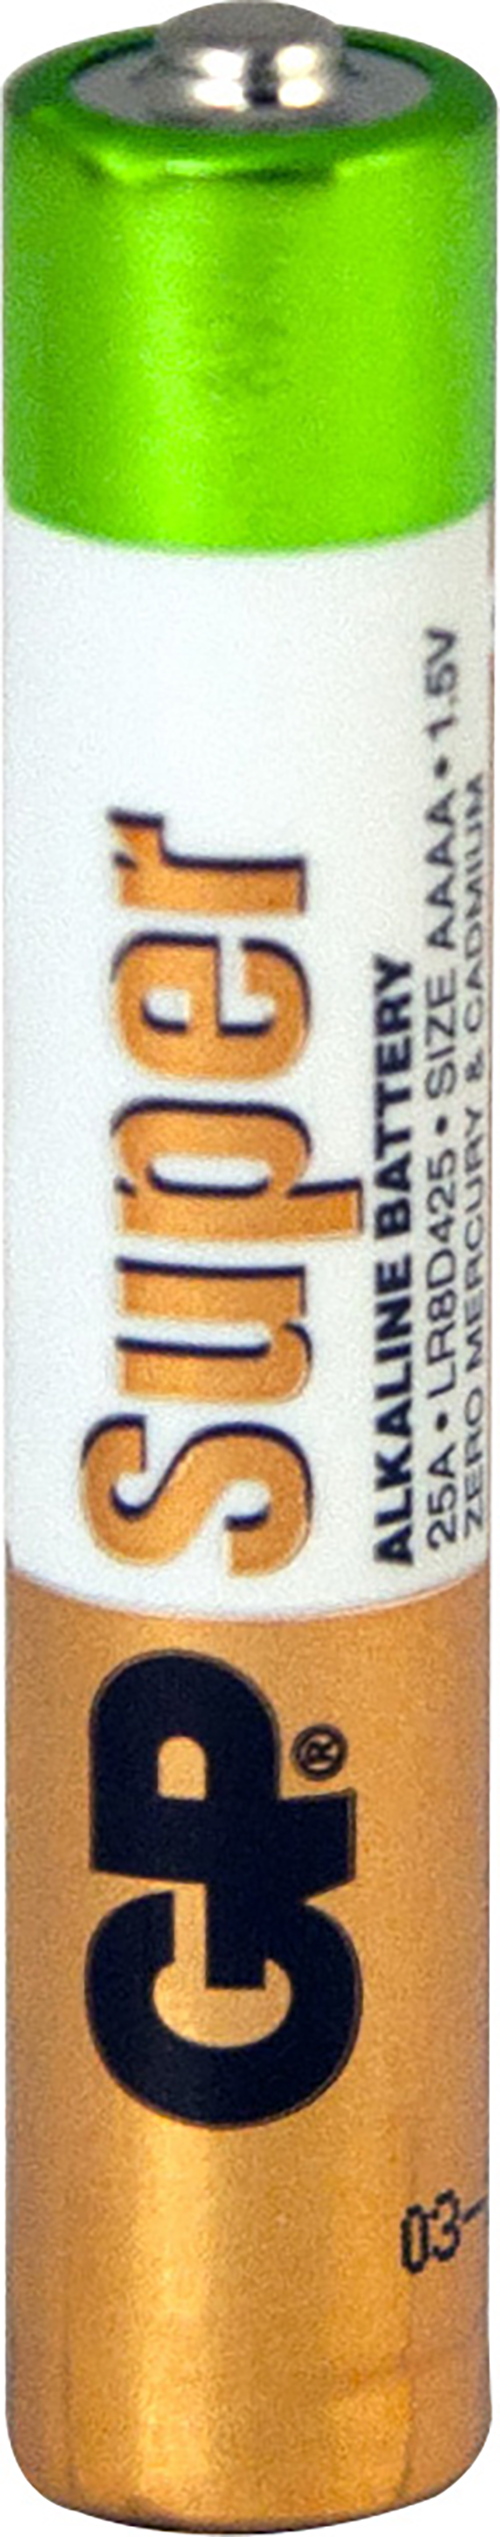 GP® Super
ALKALINE BATTERY
25A • LR8D425 • SIZE AAAA • 1.5V
ZERO MERCURY & CADMIUM
03-